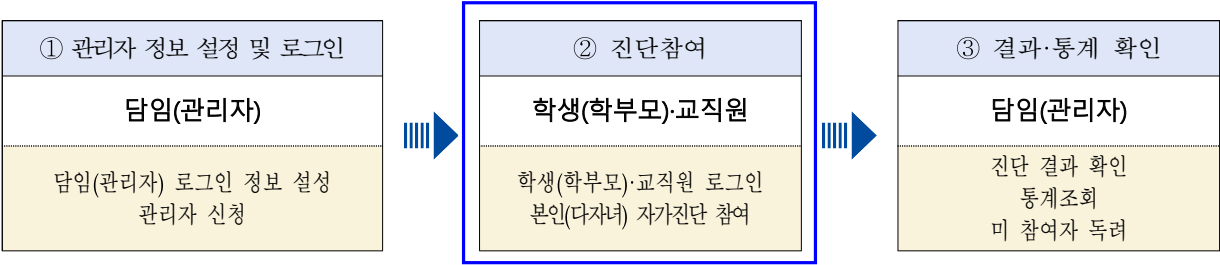 ① 관리자 정보 설정 및 로그인
담임(관리자)
담임(관리자) 로그인 정보 설성
관리자 신청
② 진단참여
학생(학부모)·교직원
학생(학부모)·교직원 로그인
본인(다자녀) 자가진단 참여
③ 결과·통계 확인
담임(관리자)
진단 결과 확인
통계조회
미 참여자 독려